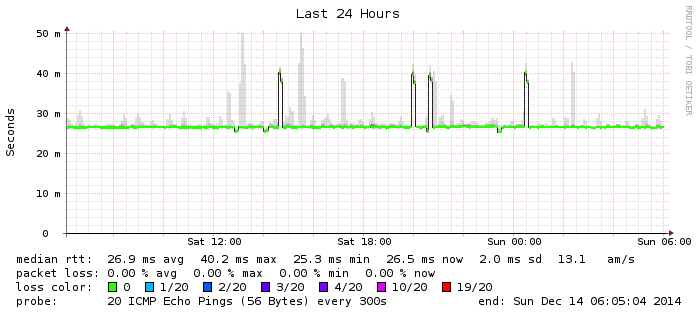 Last 24 Hours
RRDTOOL / TOBI OETIKER
Seconds
50 m
40 m
30 m
20 m
10 m
0
Sat 12:00 Sat 18:00 Sun 00:00 Sun 06:00
median rtt: 26.9 ms avg 40.2 ms max 25.3 ms min 26.5 ms now 2.0 ms sd 13.1 am/s
packet loss: 0.00 % avg 0.00 % max 0.00 % min 0.00 % now
loss color: 0 1/20 2/20 3/20 4/20 10/20 19/20
probe: 20 ICMP Echo Pings (56 Bytes) every 300s end: Sun Dec 14 06:05:04 2014